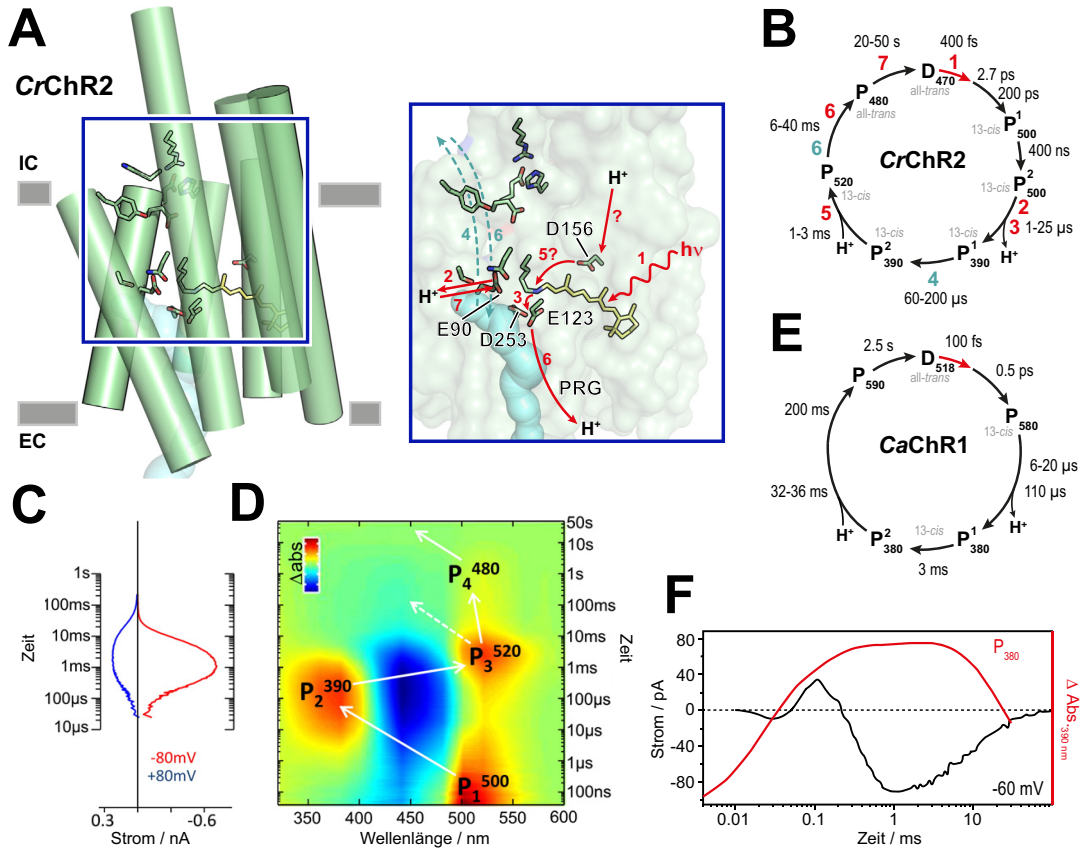 A
CrChR2
IC
EC
H⁺
?
D156
5?
1
hν
4
6
2
H⁺
7
3
E90
D253
E123
6
PRG
H⁺
B
20-50 s
400 fs
7
1
D470
all-trans
2.7 ps
200 ps
P480
all-trans
6
6-40 ms
6
P¹500
13-cis
400 ns
CrChR2
P520
13-cis
P²500
13-cis
2
3
1-25 µs
H⁺
5
1-3 ms
H⁺
13-cis
P²390
13-cis
P¹390
4
60-200 µs
E
2.5 s
100 fs
D518
all-trans
0.5 ps
P590
P580
13-cis
200 ms
CaChR1
6-20 µs
110 µs
32-36 ms
H⁺
H⁺
P²380
13-cis
P¹380
3 ms
C
Zeit
1s
100ms
10ms
1ms
100µs
10µs
-80mV
+80mV
0.3
-0.6
Strom / nA
D
Δabs
P₄⁴⁸⁰
P₃⁵²⁰
P₂³⁹⁰
P₁⁵⁰⁰
50s
10s
1s
100ms
10ms
1ms
100µs
10µs
1µs
100ns
Zeit
350 400 450 500 550 600
Wellenlänge / nm
F
80
40
0
-40
-80
Strom / pA
P380
Δ Abs.390 nm
-60 mV
0.01 0.1 1 10
Zeit / ms